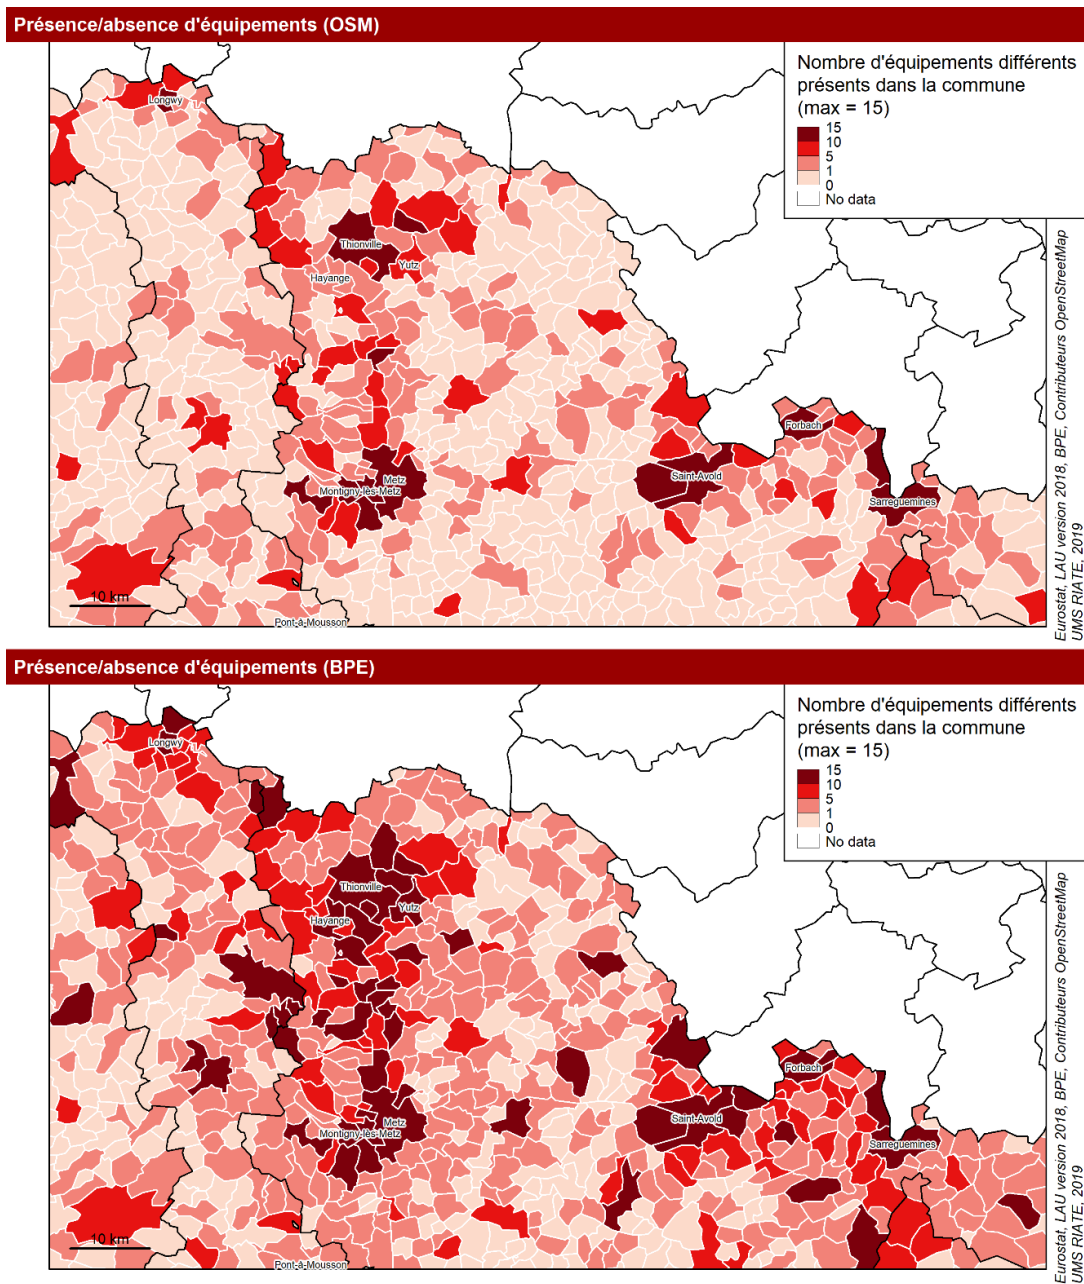 Présence/absence d'équipements (OSM)
Nombre d'équipements différents
présents dans la commune
(max = 15)
15
10
5
1
0
No data
Longwy
Thionville
Yutz
Hayange
Forbach
Saint-Avold
Metz
Montigny-lès-Metz
Sarreguemines
10 km
Pont-à-Mousson
Eurostat, LAU version 2018, BPE, Contributeurs OpenStreetMap
UMS RIATE, 2019
Présence/absence d'équipements (BPE)
Nombre d'équipements différents
présents dans la commune
(max = 15)
15
10
5
1
0
No data
Longwy
Thionville
Yutz
Hayange
Forbach
Saint-Avold
Metz
Montigny-lès-Metz
Sarreguemines
10 km
Pont-à-Mousson
Eurostat, LAU version 2018, BPE, Contributeurs OpenStreetMap
UMS RIATE, 2019